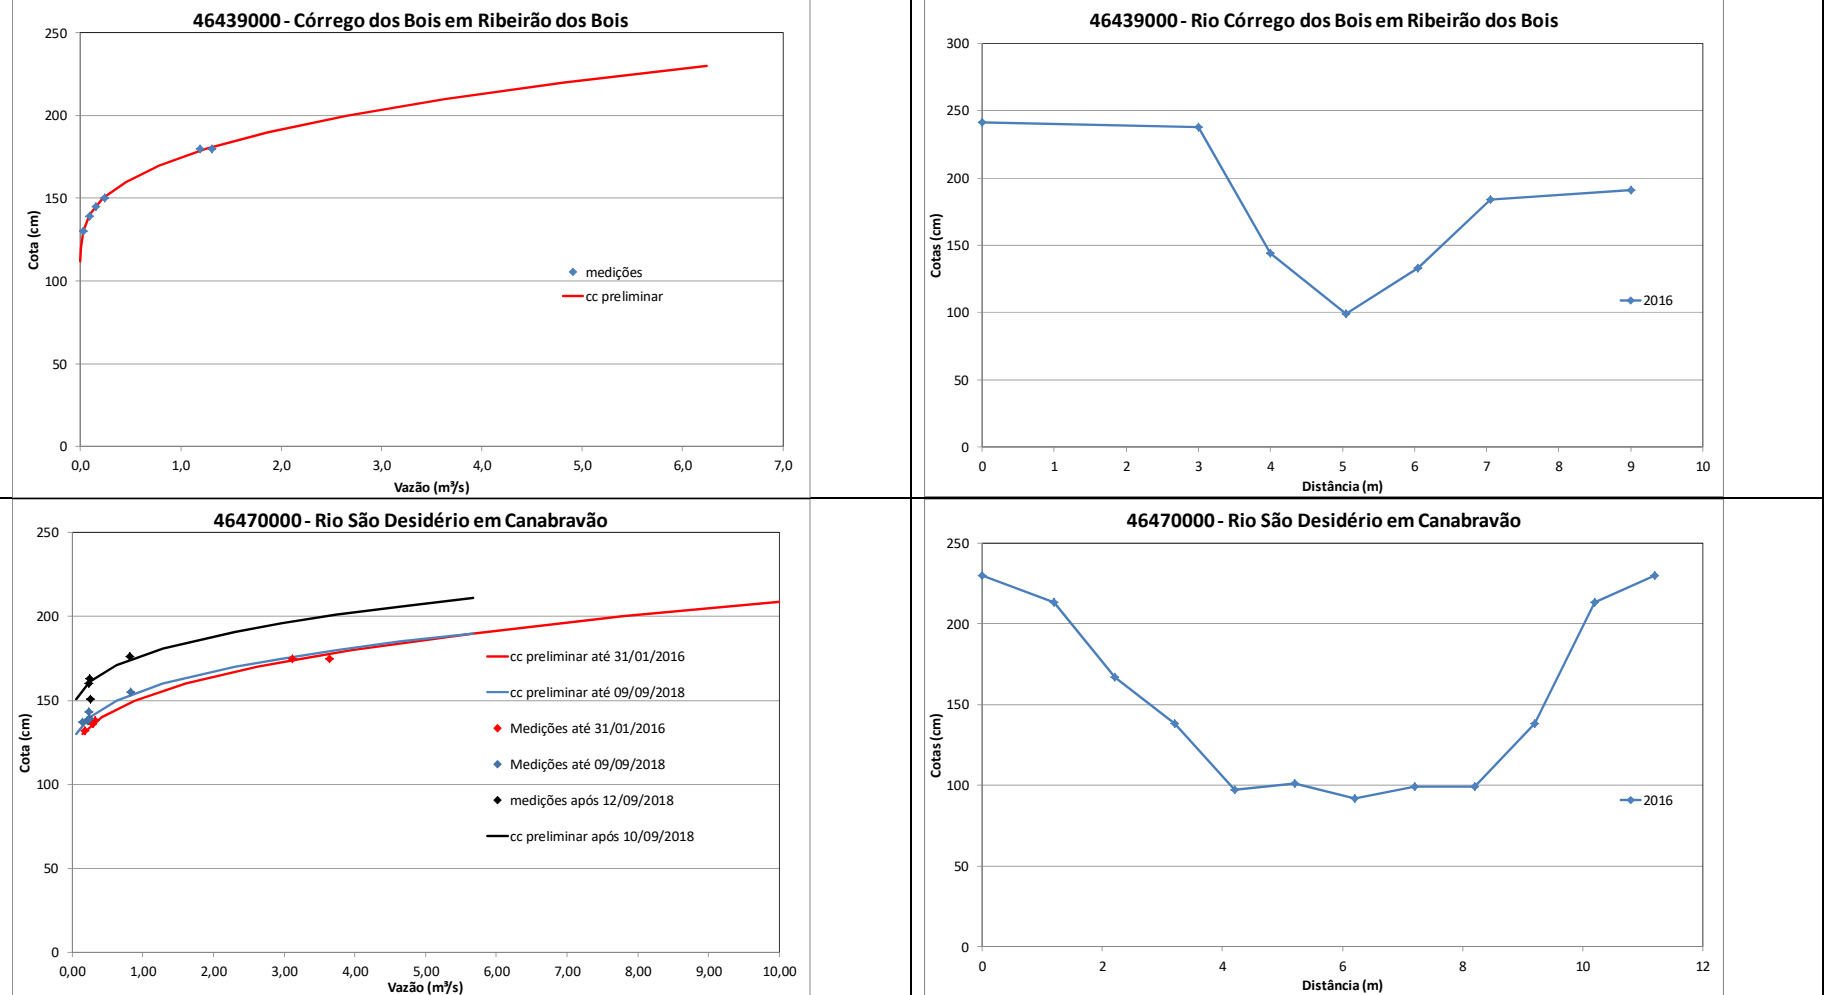 46439000 - Córrego dos Bois em Ribeirão dos Bois
250
200
150
100
50
0
Cota (cm)
medições
cc preliminar
0,0 1,0 2,0 3,0 4,0 5,0 6,0 7,0
Vazão (m³/s)
46439000 - Rio Córrego dos Bois em Ribeirão dos Bois
300
250
200
150
100
50
0
Cotas (cm)
2016
0 1 2 3 4 5 6 7 8 9 10
Distância (m)
46470000 - Rio São Desidério em Canabravão
250
200
150
100
50
0
Cota (cm)
cc preliminar até 31/01/2016
cc preliminar até 09/09/2018
Medições até 31/01/2016
Medições até 09/09/2018
medições após 12/09/2018
cc preliminar após 10/09/2018
0,00 1,00 2,00 3,00 4,00 5,00 6,00 7,00 8,00 9,00 10,00
Vazão (m³/s)
46470000 - Rio São Desidério em Canabravão
250
200
150
100
50
0
Cotas (cm)
2016
0 2 4 6 8 10 12
Distância (m)